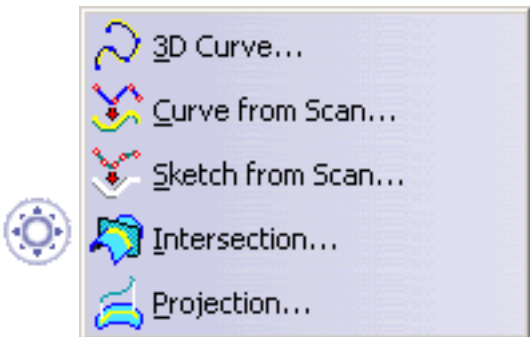 3D Curve...
Curve from Scan...
Sketch from Scan...
Intersection...
Projection...